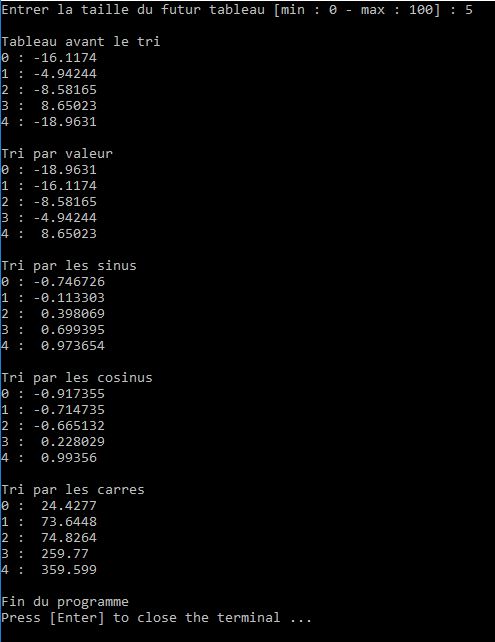 Entrer la taille du futur tableau [min : 0 - max : 100] : 5
Tableau avant le tri
0 : -16.1174
1 : -4.94244
2 : -8.58165
3 :  8.65023
4 : -18.9631
Tri par valeur
0 : -18.9631
1 : -16.1174
2 : -8.58165
3 : -4.94244
4 :  8.65023
Tri par les sinus
0 : -0.746726
1 : -0.113303
2 :  0.398069
3 :  0.699395
4 :  0.973654
Tri par les cosinus
0 : -0.917355
1 : -0.714735
2 : -0.665132
3 :  0.228029
4 :  0.99356
Tri par les carres
0 :  24.4277
1 :  73.6448
2 :  74.8264
3 :  259.77
4 :  359.599
Fin du programme
Press [Enter] to close the terminal ...